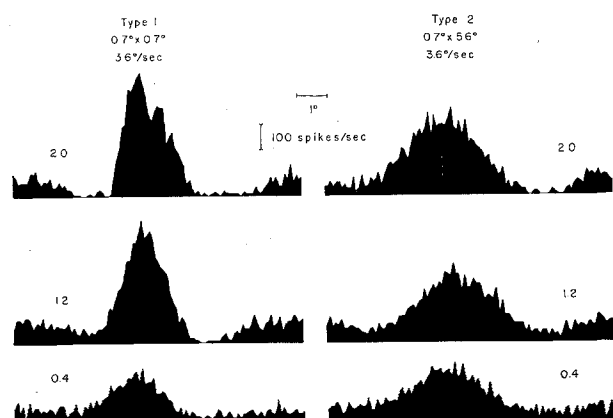 Type 1
0.7° x 0.7°
3.6°/sec
Type 2
0.7° x 5.6°
3.6°/sec
1°
100 spikes/sec
2.0
2.0
1.2
1.2
0.4
0.4